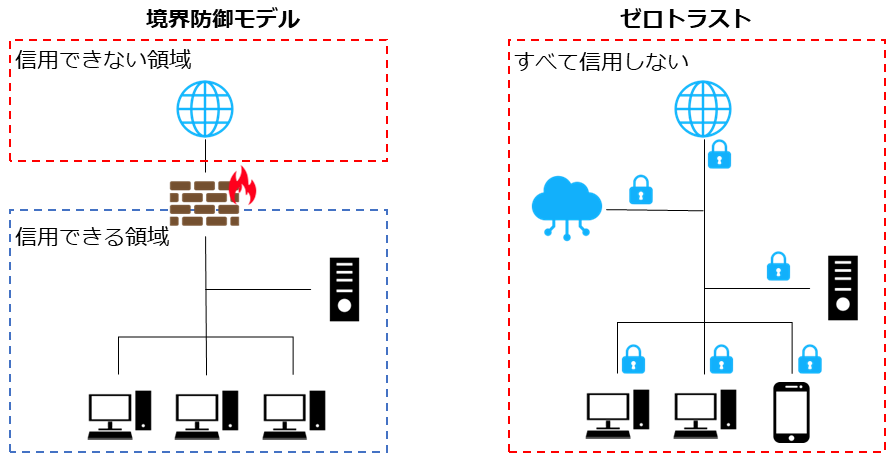 境界防御モデル
信用できない領域
信用できる領域
ゼロトラスト
すべて信用しない